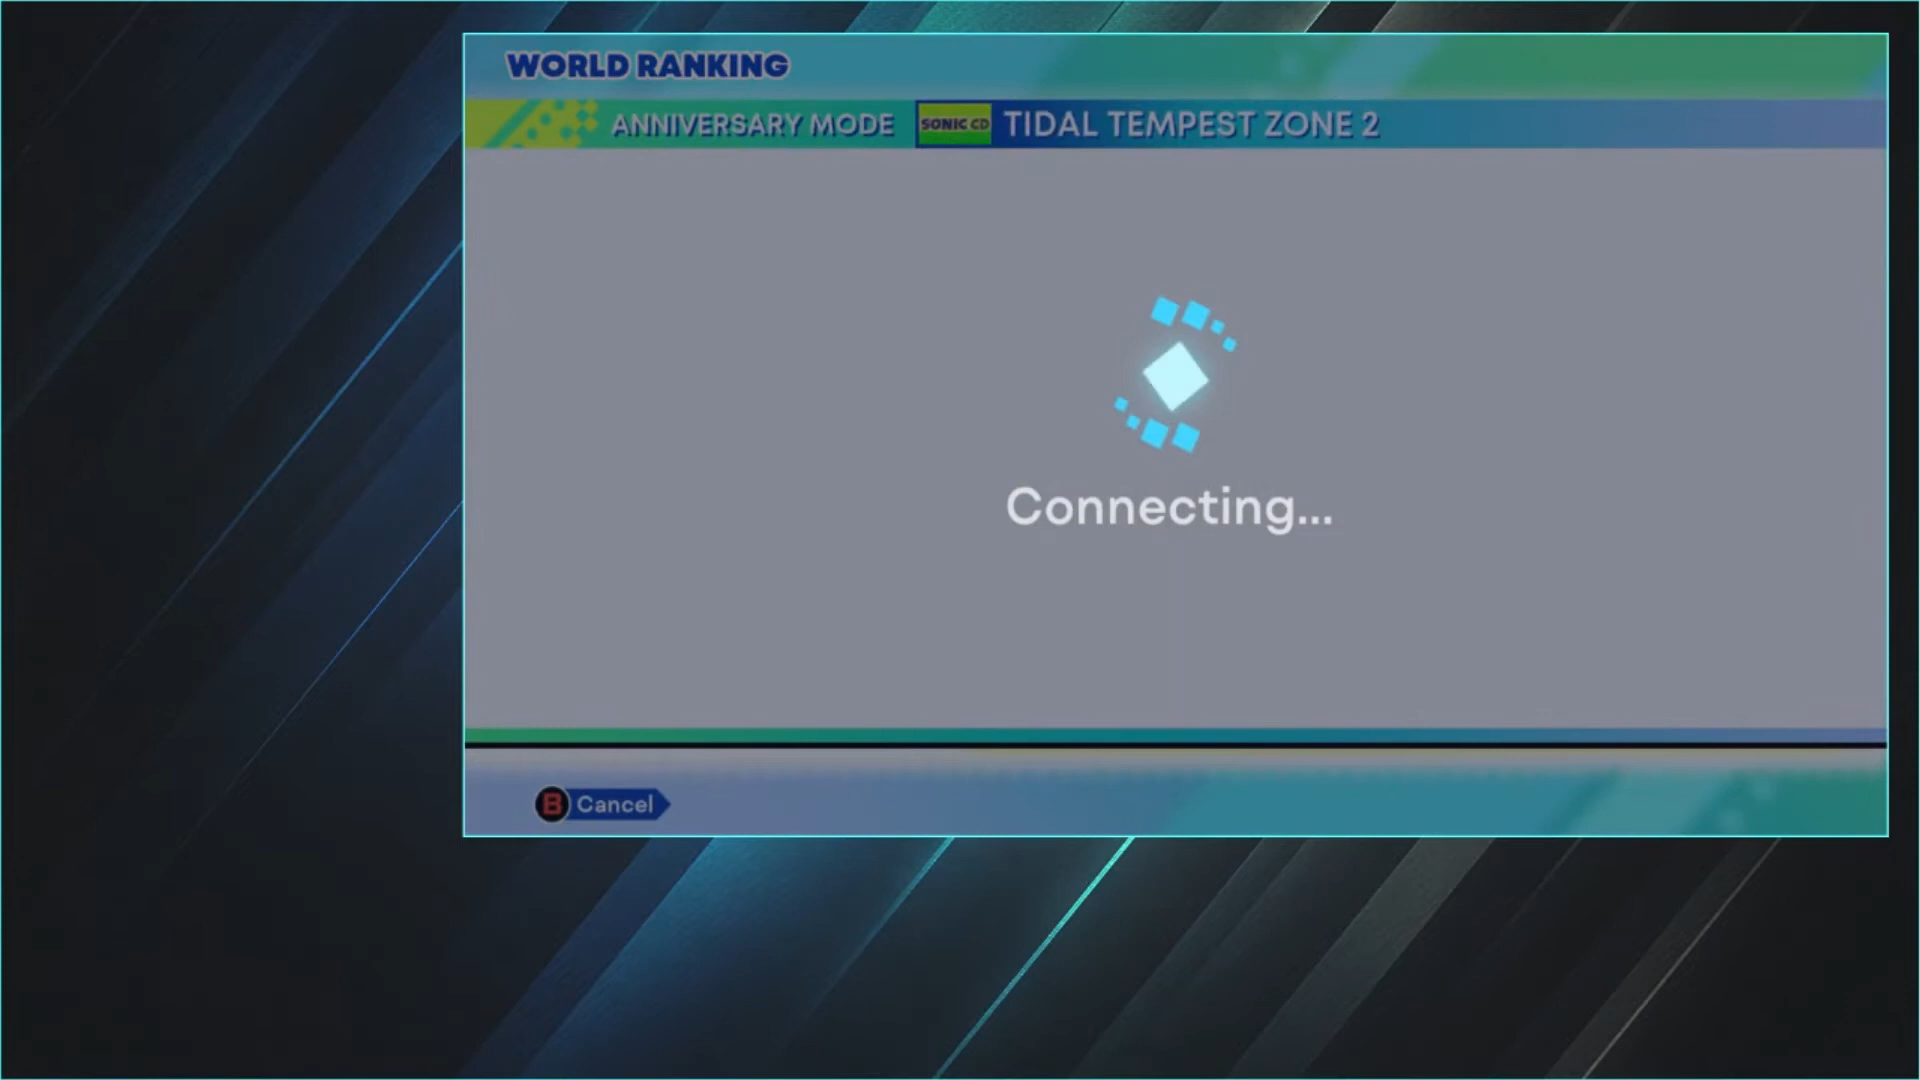 WORLD RANKING
ANNIVERSARY MODE SONIC CD TIDAL TEMPEST ZONE 2
Connecting...
B Cancel